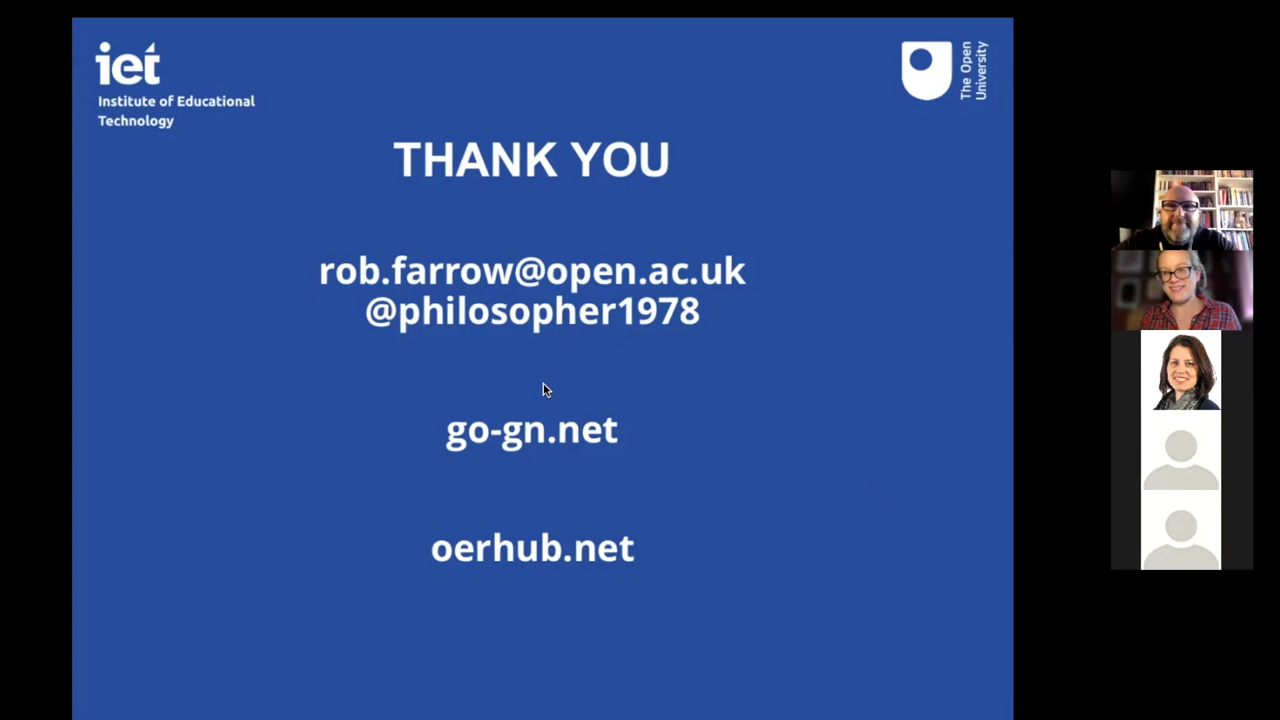 iet
Institute of Educational
Technology
The Open
University
THANK YOU
rob.farrow@open.ac.uk
@philosopher1978
go-gn.net
oerhub.net